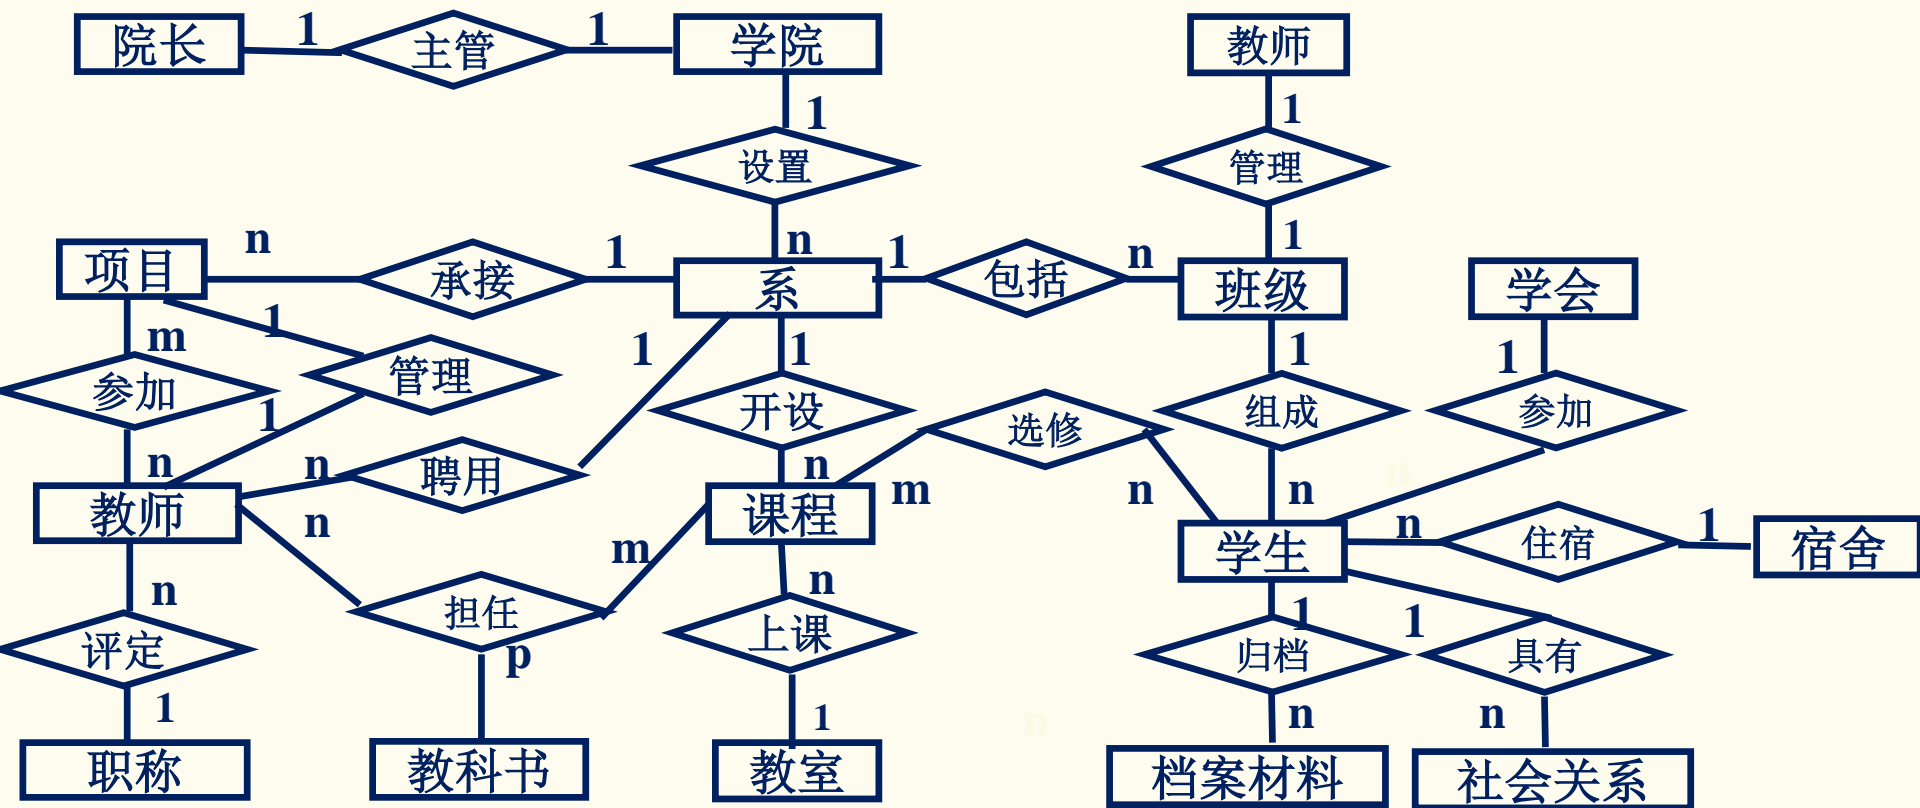 院长 1 主管 1 学院 教师
1 1
设置 管理
n 1 n 1 n 1
项目 承接 系 包括 班级 学会
m 1 1 1 1 1
参加 管理 开设 选修 组成 参加
1
n n 聘用 n m n n n
教师 课程 学生 n 住宿 1 宿舍
n m
n n 1 1
评定 担任 上课 归档 具有
p
1 1 n n n
职称 教科书 教室 档案材料 社会关系